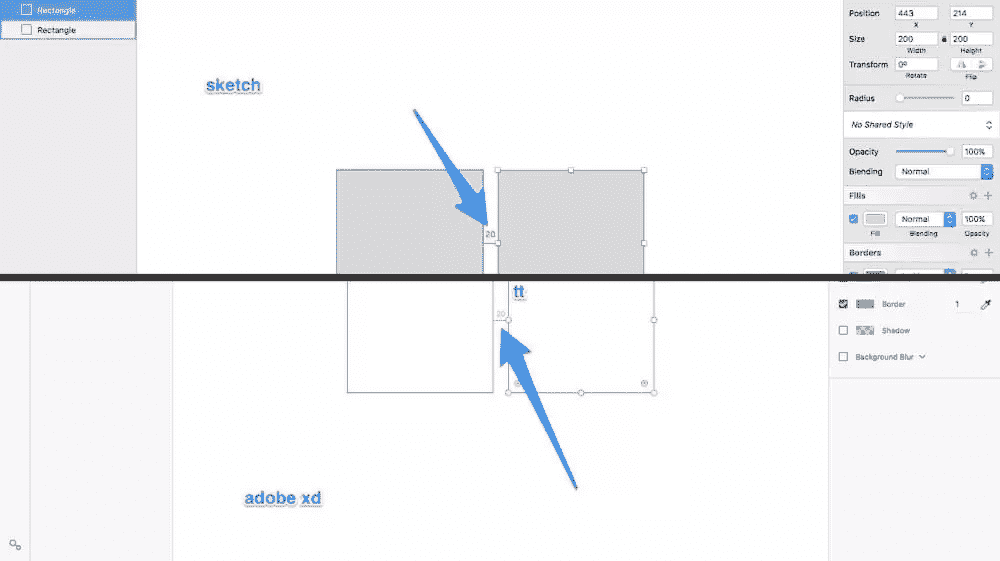 Rectangle
Rectangle
sketch
20
Position 443 214
X Y
Size 200 200
Width Height
Transform 0º
Rotate Flip
Radius 0
No Shared Style
Opacity 100%
Blending Normal
Fills
Normal 100%
Fill Blending Opacity
Borders
tt
20
adobe xd
Border 1
Shadow
Background Blur